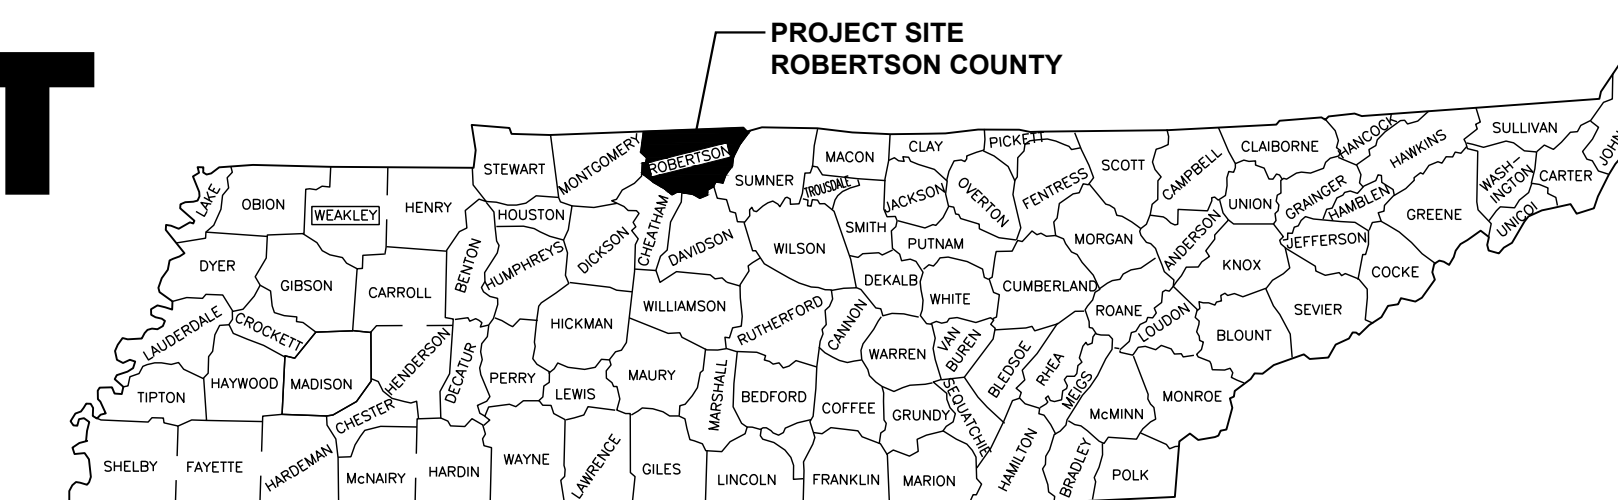 T
PROJECT SITE
ROBERTSON COUNTY
STEWART
MONTGOMERY
ROBERTSON
SUMNER
MACON
TROUSDALE
CLAY
PICKETT
JACKSON
OVERTON
FENTRESS
SCOTT
CAMPBELL
CLAIBORNE
HANCOCK
HAWKINS
SULLIVAN
WASH-
INGTON
CARTER
JOHN
UNICOI
LAKE
OBION
WEAKLEY
HENRY
HOUSTON
CHEATHAM
DAVIDSON
WILSON
SMITH
PUTNAM
MORGAN
ANDERSON
UNION
GRAINGER
HAMBLEN
JEFFERSON
GREENE
COCKE
DYER
GIBSON
CARROLL
BENTON
HUMPHREYS
DICKSON
WILLIAMSON
RUTHERFORD
CANNON
DEKALB
WHITE
CUMBERLAND
ROANE
LOUDON
KNOX
BLOUNT
SEVIER
LAUDERDALE
CROCKETT
HENDERSON
DECATUR
HICKMAN
WARREN
VAN
BUREN
BLEDSOE
RHEA
MEIGS
TIPTON
HAYWOOD
MADISON
CHESTER
PERRY
LEWIS
MAURY
MARSHALL
BEDFORD
COFFEE
GRUNDY
SEQUATCHIE
McMINN
MONROE
SHELBY
FAYETTE
HARDEMAN
McNAIRY
HARDIN
WAYNE
LAWRENCE
GILES
LINCOLN
FRANKLIN
MARION
HAMILTON
BRADLEY
POLK